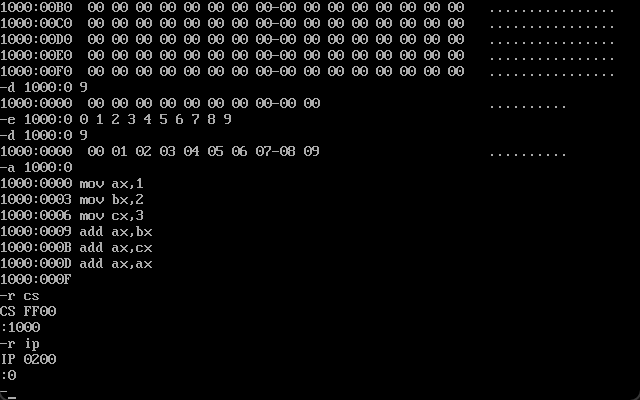 1000:00B0  00 00 00 00 00 00 00 00-00 00 00 00 00 00 00 00   ................
1000:00C0  00 00 00 00 00 00 00 00-00 00 00 00 00 00 00 00   ................
1000:00D0  00 00 00 00 00 00 00 00-00 00 00 00 00 00 00 00   ................
1000:00E0  00 00 00 00 00 00 00 00-00 00 00 00 00 00 00 00   ................
1000:00F0  00 00 00 00 00 00 00 00-00 00 00 00 00 00 00 00   ................
-d 1000:0 9
1000:0000  00 00 00 00 00 00 00 00-00 00                     ..........
-e 1000:0 0 1 2 3 4 5 6 7 8 9
-d 1000:0 9
1000:0000  00 01 02 03 04 05 06 07-08 09                     ..........
-a 1000:0
1000:0000 mov ax,1
1000:0003 mov bx,2
1000:0006 mov cx,3
1000:0009 add ax,bx
1000:000B add ax,cx
1000:000D add ax,ax
1000:000F
-r cs
CS FF00
:1000
-r ip
IP 0200
:0
-_